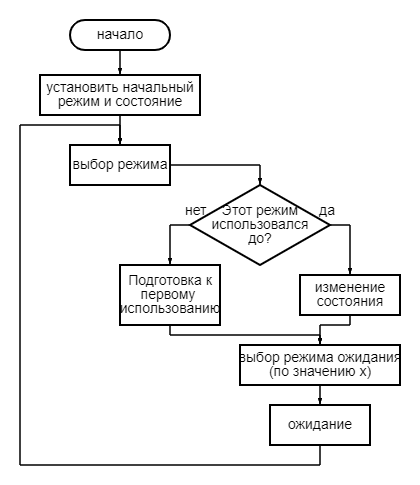 начало
установить начальный
режим и состояние
выбор режима
нет
Этот режим
использовался
до?
да
Подготовка к
первому
использованию
изменение
состояния
выбор режима ожидания
(по значению x)
ожидание